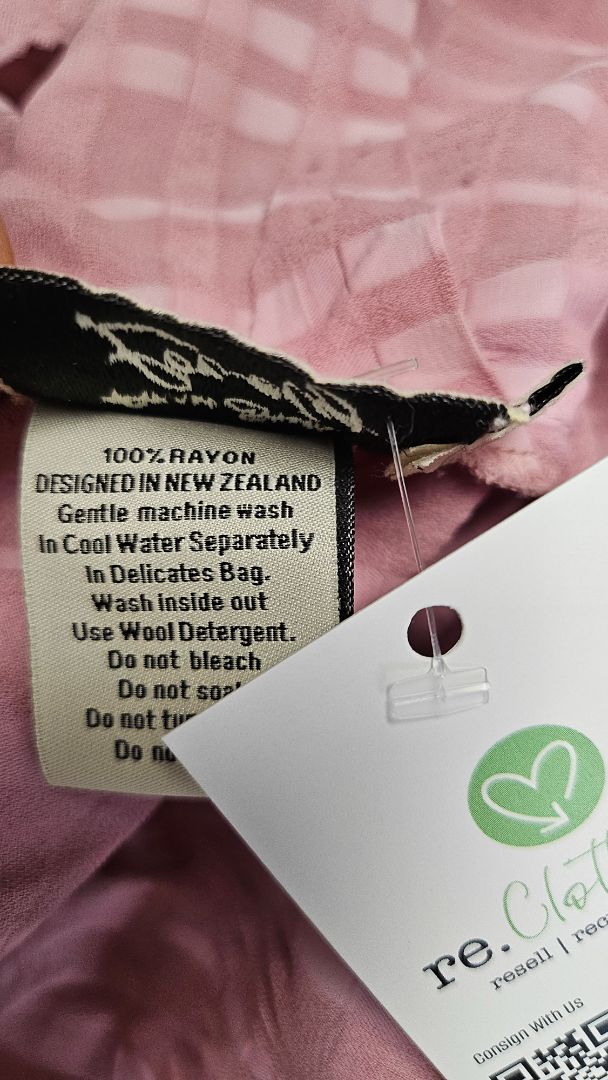 100% RAYON
DESIGNED IN NEW ZEALAND
Gentle machine wash
In Cool Water Separately
In Delicates Bag.
Wash inside out
Use Wool Detergent.
Do not bleach
Do not
Do not
Do
re.
resell |
Consign With Us